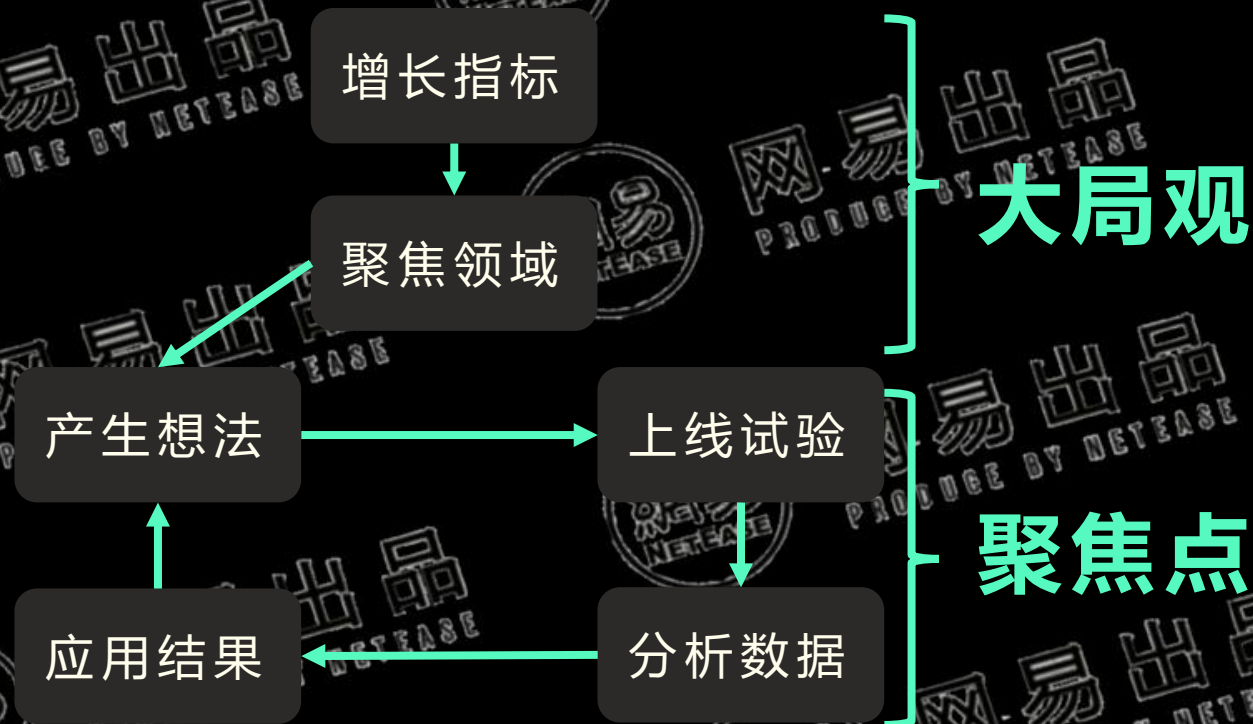 增长指标
聚焦领域
大局观
产生想法
上线试验
聚焦点
应用结果
分析数据
网易出品
PRODUCE BY NETEASE